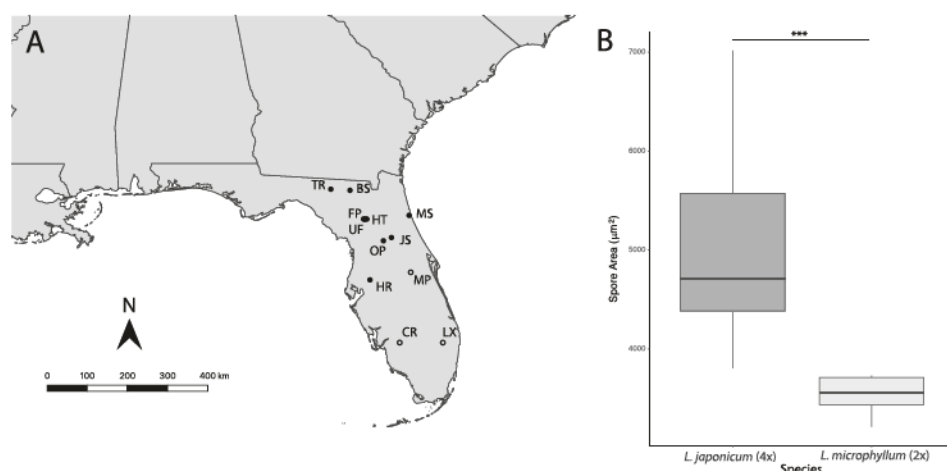 A
TR
BS
FP
HT
MS
UF
OP
JS
MP
HR
CR
LX
N
0 100 200 300 400 km
B
***
7000
6000
5000
4000
Spore Area (µm²)
L. japonicum (4x) L. microphyllum (2x)
Species